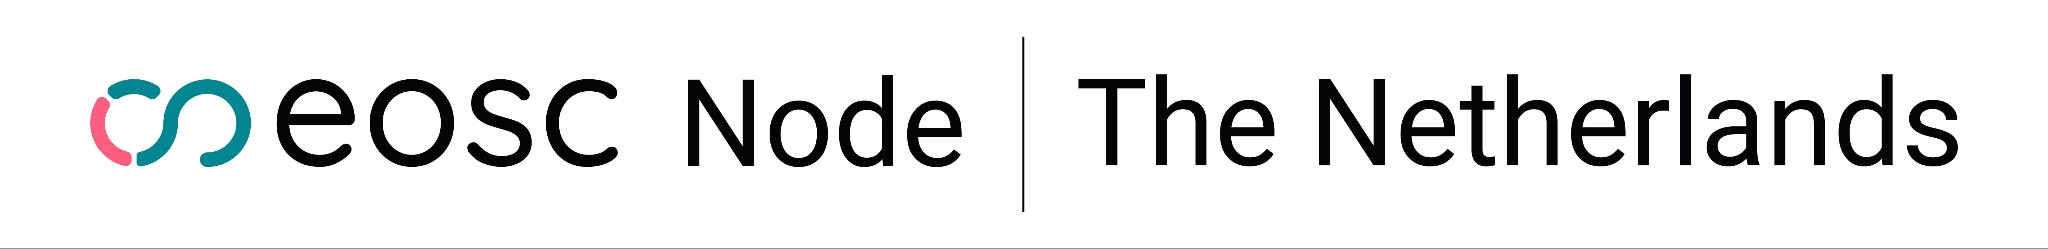 eosc Node | The Netherlands